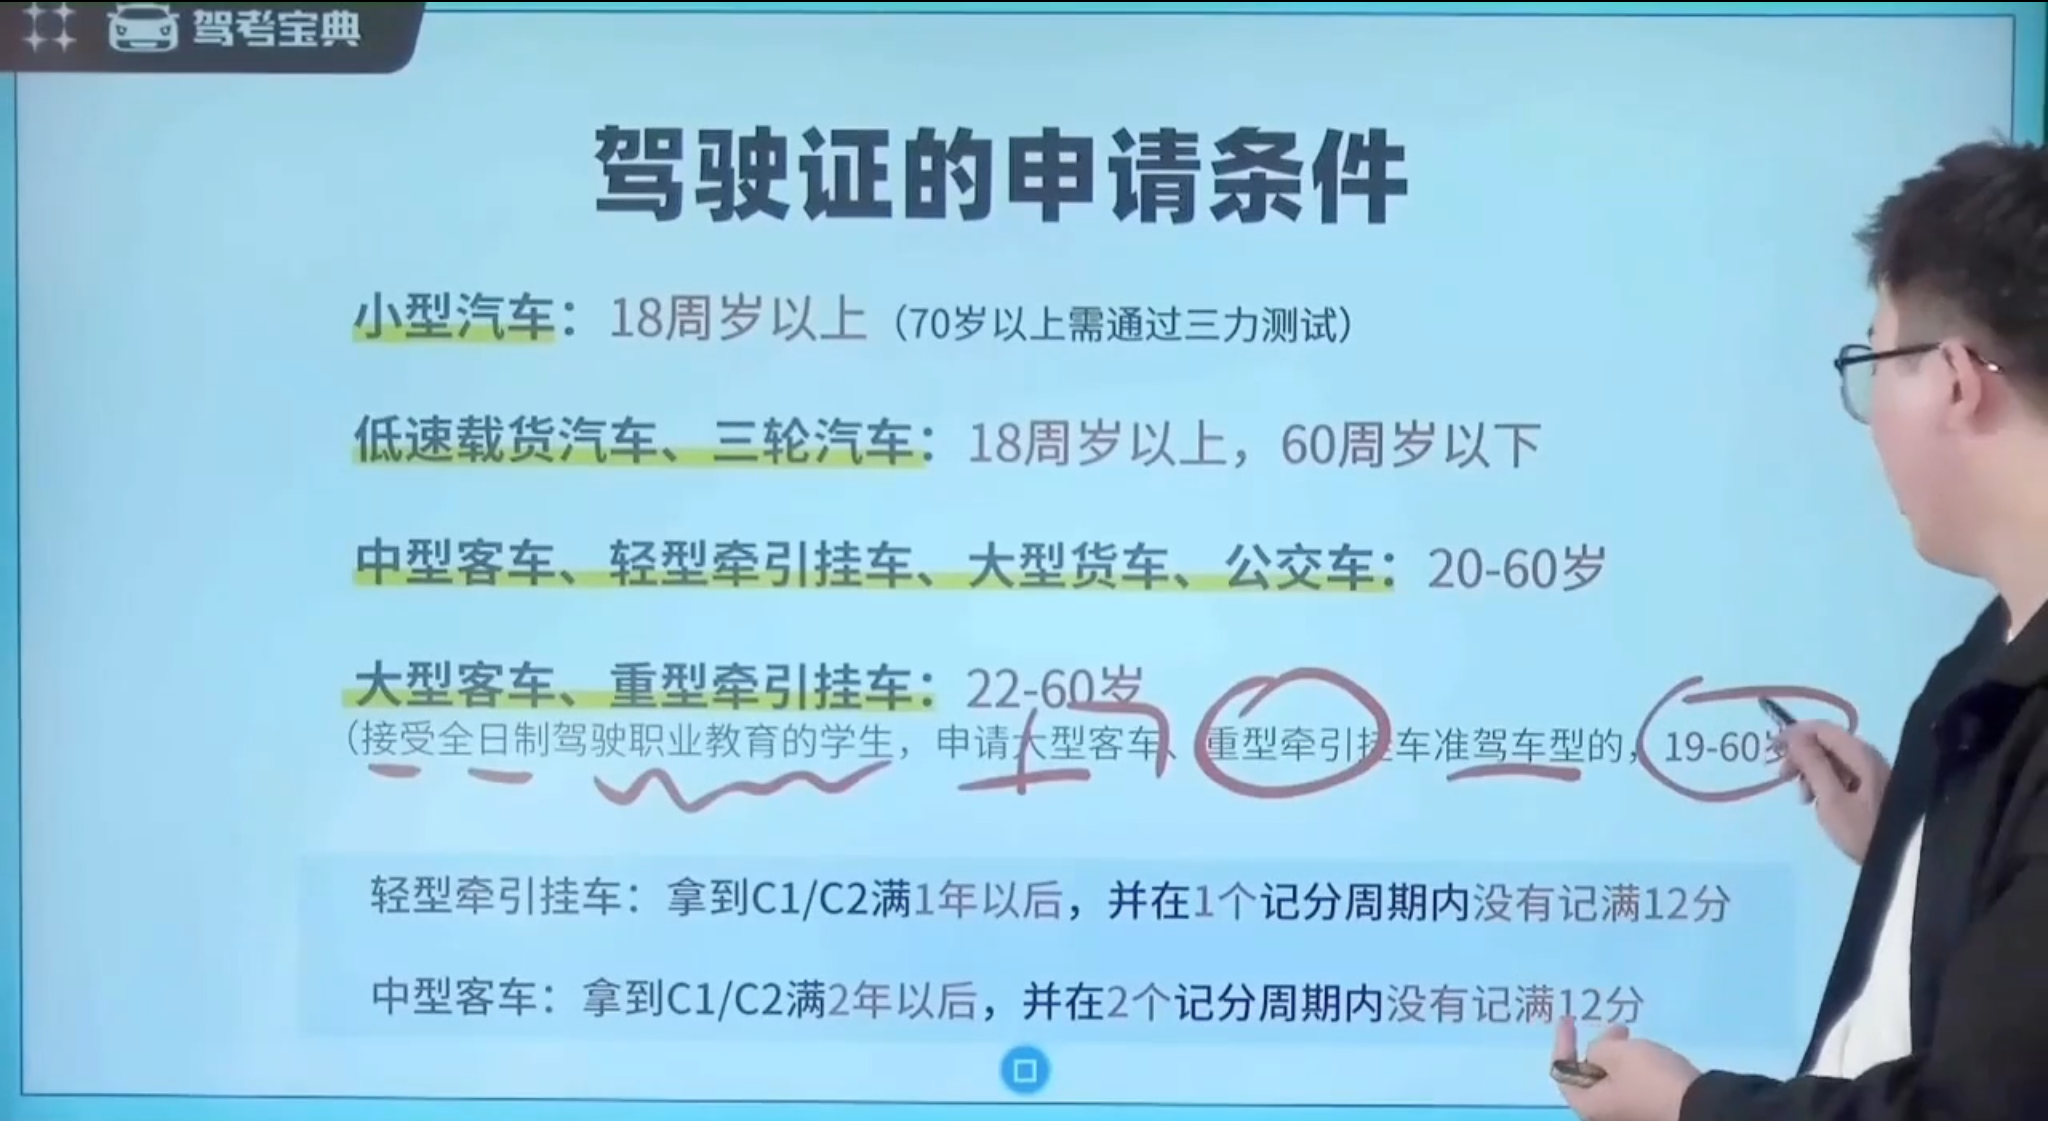 驾考宝典
驾驶证的申请条件
小型汽车：18周岁以上（70岁以上需通过三力测试）
低速载货汽车、三轮汽车：18周岁以上，60周岁以下
中型客车、轻型牵引挂车、大型货车、公交车：20-60岁
大型客车、重型牵引挂车：22-60岁
（接受全日制驾驶职业教育的学生，申请大型客车、重型牵引挂车准驾车型的，19-60岁
轻型牵引挂车：拿到C1/C2满1年以后，并在1个记分周期内没有记满12分
中型客车：拿到C1/C2满2年以后，并在2个记分周期内没有记满12分